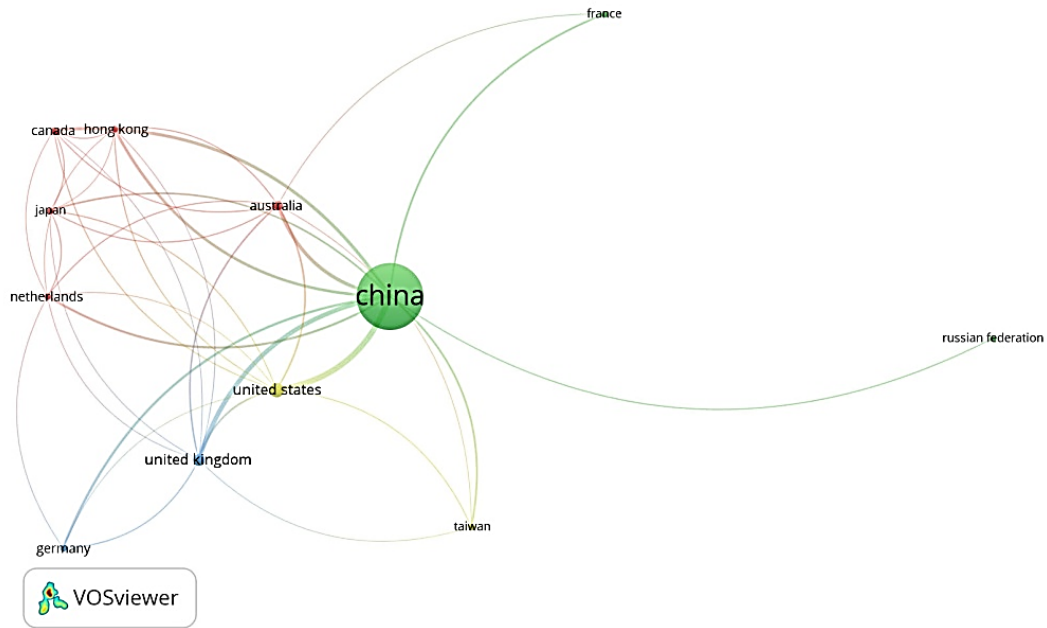 france
canada
hong kong
japan
australia
netherlands
china
russian federation
united states
united kingdom
taiwan
germany
VOSviewer